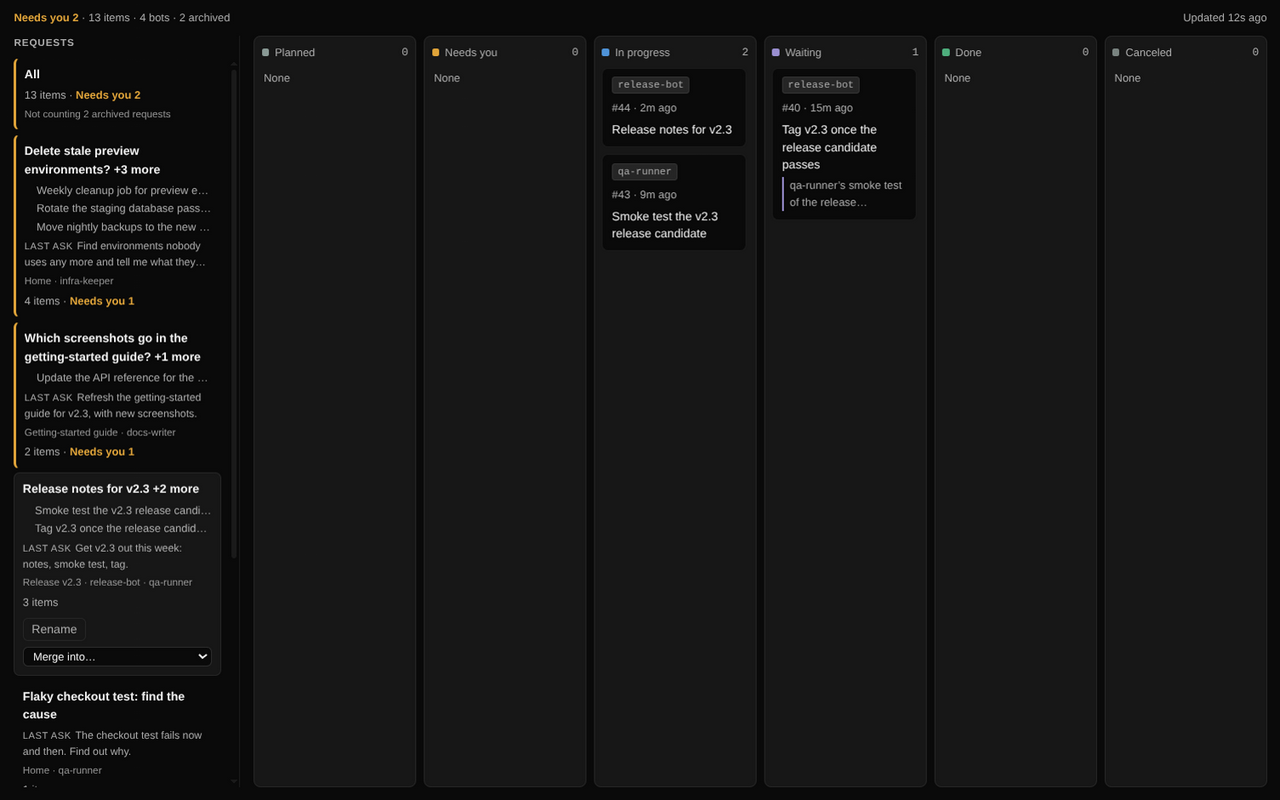 Needs you 2 · 13 items · 4 bots · 2 archived
Updated 12s ago
REQUESTS
All
13 items · Needs you 2
Not counting 2 archived requests
Delete stale preview
environments? +3 more
Weekly cleanup job for preview e…
Rotate the staging database pass…
Move nightly backups to the new …
LAST ASK Find environments nobody
uses any more and tell me what they…
Home · infra-keeper
4 items · Needs you 1
Which screenshots go in the
getting-started guide? +1 more
Update the API reference for the …
LAST ASK Refresh the getting-started
guide for v2.3, with new screenshots.
Getting-started guide · docs-writer
2 items · Needs you 1
Release notes for v2.3 +2 more
Smoke test the v2.3 release candi…
Tag v2.3 once the release candid…
LAST ASK Get v2.3 out this week:
notes, smoke test, tag.
Release v2.3 · release-bot · qa-runner
3 items
Rename
Merge into…
Flaky checkout test: find the
cause
LAST ASK The checkout test fails now
and then. Find out why.
Home · qa-runner
Planned 0
None
Needs you 0
None
In progress 2
release-bot
#44 · 2m ago
Release notes for v2.3
qa-runner
#43 · 9m ago
Smoke test the v2.3
release candidate
Waiting 1
release-bot
#40 · 15m ago
Tag v2.3 once the
release candidate
passes
qa-runner's smoke test
of the release…
Done 0
None
Canceled 0
None